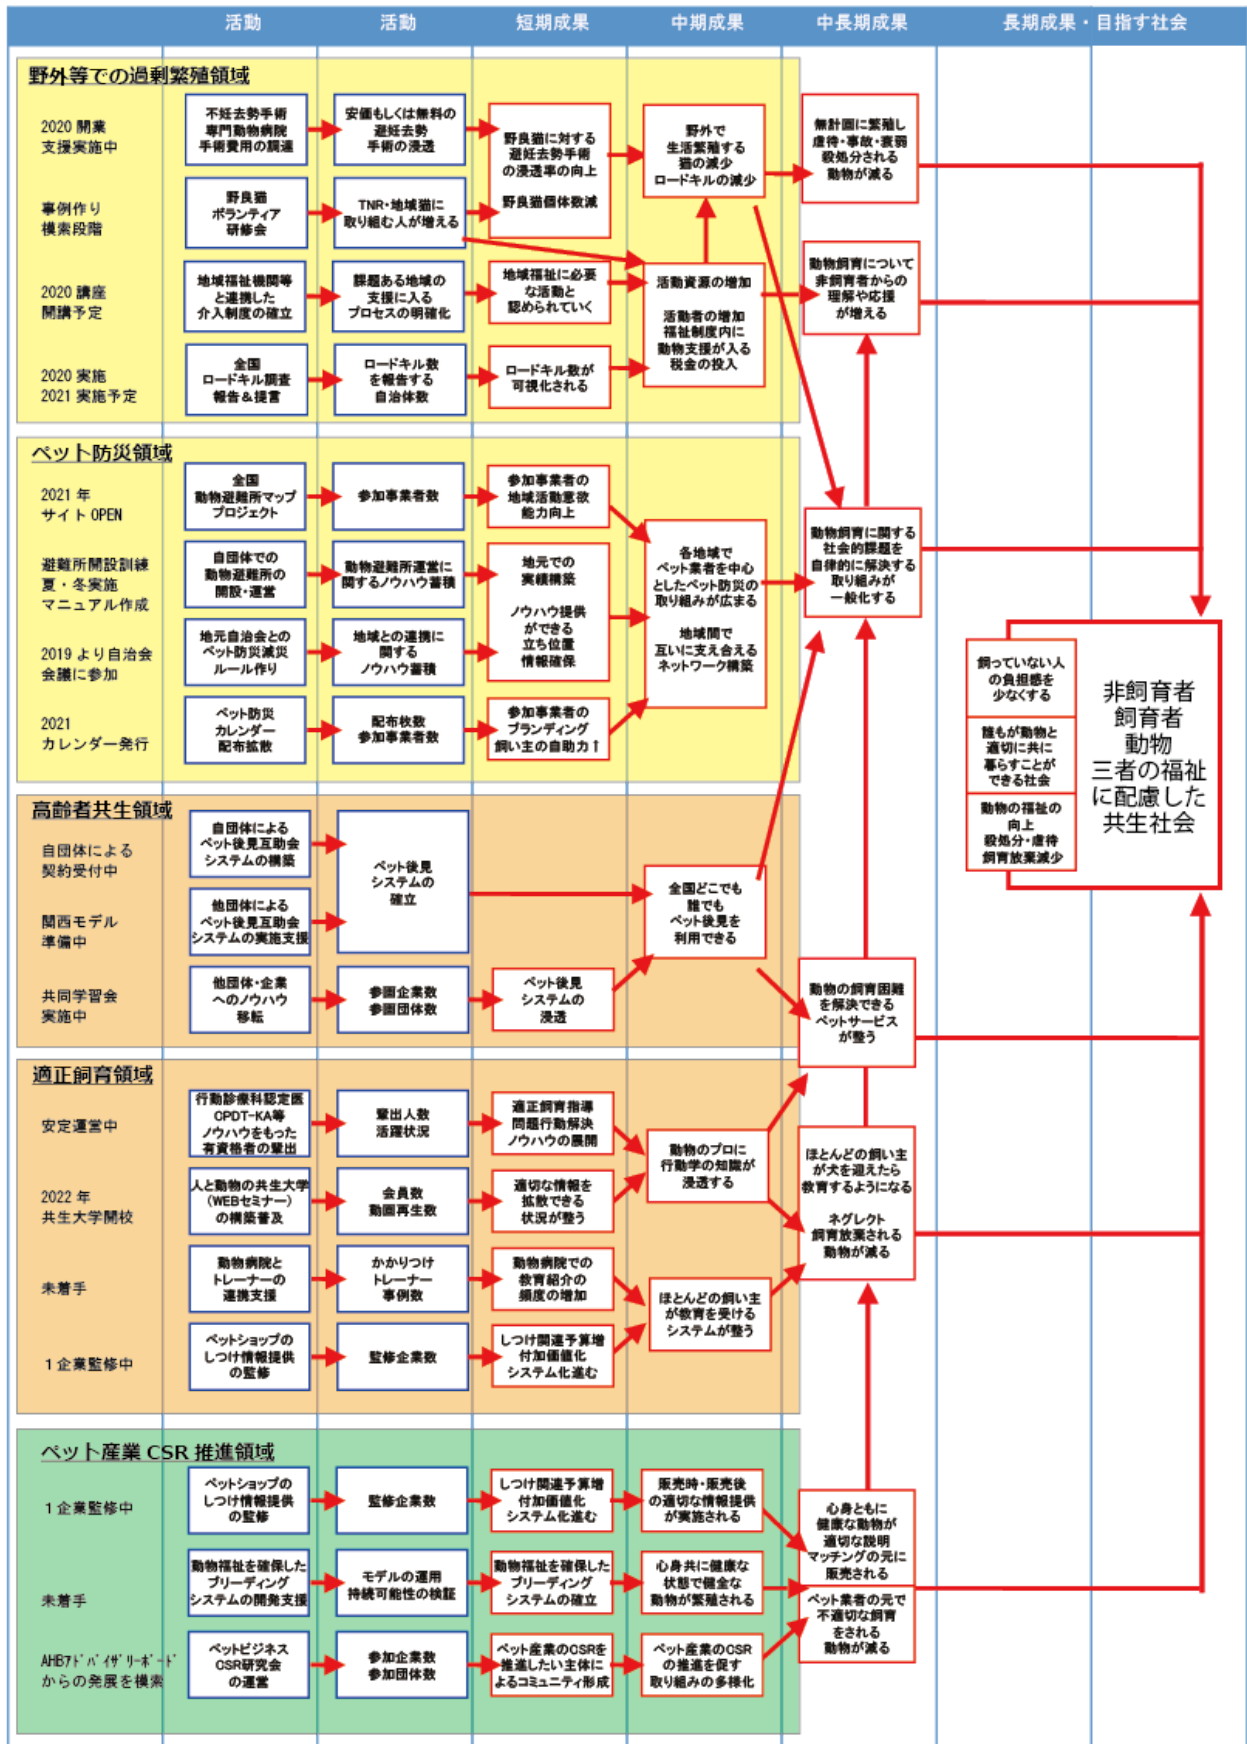 活動
活動
短期成果
中期成果
中長期成果
長期成果・目指す社会
野外等での過剰繁殖領域
2020 開業
支援実施中
不妊去勢手術
専門動物病院
手術費用の調達
安価もしくは無料の
避妊去勢
手術の浸透
野良猫に対する
避妊去勢手術
の浸透率の向上
野良猫個体数減
野外で
生活繁殖する
猫の減少
ロードキルの減少
無計画に繁殖し
虐待・事故・衰弱
殺処分される
動物が減る
事例作り
模索段階
野良猫
ボランティア
研修会
TNR・地域猫に
取り組む人が増える
2020 講座
開講予定
地域福祉機関等
と連携した
介入制度の確立
課題ある地域の
支援に入る
プロセスの明確化
地域福祉に必要
な活動と
認められていく
活動資源の増加
活動者の増加
福祉制度内に
動物支援が入る
税金の投入
動物飼育について
非飼育者からの
理解や応援
が増える
2020 実施
2021 実施予定
全国
ロードキル調査
報告＆提言
ロードキル数
を報告する
自治体数
ロードキル数が
可視化される
ペット防災領域
2021 年
サイト OPEN
全国
動物避難所マップ
プロジェクト
参加事業者数
参加事業者の
地域活動意欲
能力向上
各地域で
ペット業者を中心
としたペット防災の
取り組みが広まる
地域間で
互いに支え合える
ネットワーク構築
動物飼育に関する
社会的課題を
自律的に解決する
取り組みが
一般化する
避難所開設訓練
夏・冬実施
マニュアル作成
自団体での
動物避難所の
開設・運営
動物避難所運営に
関するノウハウ蓄積
地元での
実績構築
ノウハウ提供
ができる
立ち位置
情報確保
2019 より自治会
会議に参加
地元自治会との
ペット防災減災
ルール作り
地域との連携に
関する
ノウハウ蓄積
2021
カレンダー発行
ペット防災
カレンダー
配布拡散
配布枚数
参加事業者数
参加事業者の
ブランディング
飼い主の自助力↑
飼っていない人
の負担感を
少なくする
誰もが動物と
適切に共に
暮らすことが
できる社会
動物の福祉の
向上
殺処分・虐待
飼育放棄減少
非飼育者
飼育者
動物
三者の福祉
に配慮した
共生社会
高齢者共生領域
自団体による
契約受付中
自団体による
ペット後見互助会
システムの構築
ペット後見
システムの
確立
全国どこでも
誰でも
ペット後見を
利用できる
関西モデル
準備中
他団体による
ペット後見互助会
システムの実施支援
共同学習会
実施中
他団体・企業
へのノウハウ
移転
参画企業数
参画団体数
ペット後見
システムの
浸透
動物の飼育困難
を解決できる
ペットサービス
が整う
適正飼育領域
安定運営中
行動診療科認定医
CPDT-KA等
ノウハウをもった
有資格者の輩出
輩出人数
活躍状況
適正飼育指導
問題行動解決
ノウハウの展開
動物のプロに
行動学の知識が
浸透する
ほとんどの飼い主
が犬を迎えたら
教育するようになる
ネグレクト
飼育放棄される
動物が減る
2022 年
共生大学開校
人と動物の共生大学
(WEBセミナー)
の構築普及
会員数
動画再生数
適切な情報を
拡散できる
状況が整う
未着手
動物病院と
トレーナーの
連携支援
かかりつけ
トレーナー
事例数
動物病院での
教育紹介の
頻度の増加
ほとんどの飼い主
が教育を受ける
システムが整う
1 企業監修中
ペットショップの
しつけ情報提供
の監修
監修企業数
しつけ関連予算増
付加価値化
システム化進む
ペット産業 CSR 推進領域
1 企業監修中
ペットショップの
しつけ情報提供
の監修
監修企業数
しつけ関連予算増
付加価値化
システム化進む
販売時・販売後
の適切な情報提供
が実施される
心身ともに
健康な動物が
適切な説明
マッチングの元に
販売される
未着手
動物福祉を確保した
ブリーディング
システムの開発支援
モデルの運用
持続可能性の検証
動物福祉を確保した
ブリーディング
システムの確立
心身共に健康な
状態で健全な
動物が繁殖される
ペット業者の元で
不適切な飼育
をされる
動物が減る
AHBｱﾄﾞﾊﾞｲｻﾞﾘｰﾎﾞｰﾄﾞ
からの発展を模索
ペットビジネス
CSR研究会
の運営
参加企業数
参加団体数
ペット産業のCSRを
推進したい主体に
よるコミュニティ形成
ペット産業のCSR
の推進を促す
取り組みの多様化